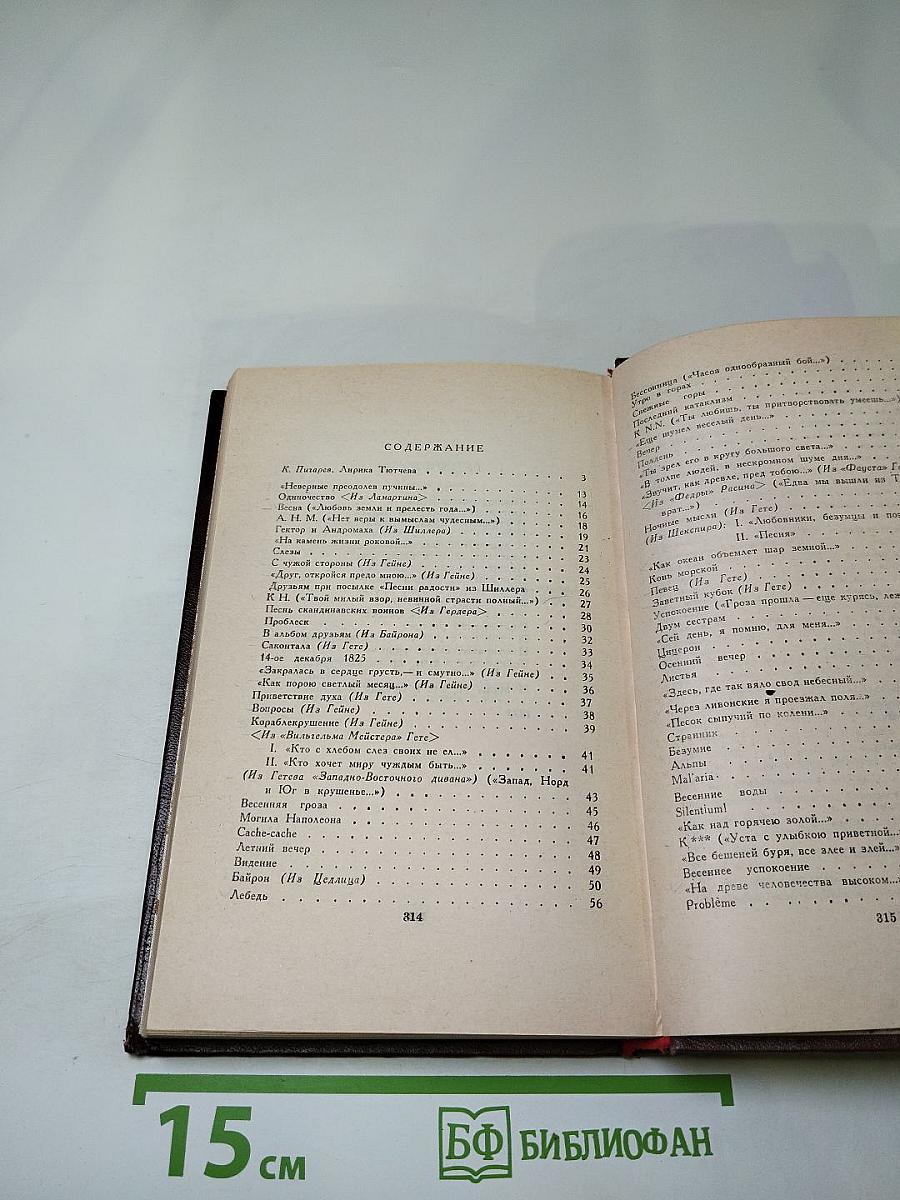 СОДЕРЖАНИЕ
К. Пигарев. Лирика Тютчева . . . 3
«Неверные преодолев пучины...» . . . 13
Одиночество <Из Ламартина> . . . 14
Весна («Любовь земли и прелесть года...») . . . 16
А. Н. М. («Нет веры к вымыслам чудесным...») . . . 18
Гектор и Андромаха (Из Шиллера) . . . 19
«На камень жизни роковой...» . . . 21
Слезы . . . 23
С чужой стороны (Из Гейне) . . . 24
«Друг, откройся предо мною...» (Из Гейне) . . . 25
Друзьям при посылке «Песни радости» из Шиллера . . . 26
К Н. («Твой милый взор, невинной страсти полный...») . . . 27
Песнь скандинавских воинов <Из Гердера> . . . 28
Проблеск . . . 30
В альбом друзьям (Из Байрона) . . . 32
Саконтала (Из Гете) . . . 33
14-ое декабря 1825 . . . 34
«Закралась в сердце грусть,— и смутно...» (Из Гейне) . . . 35
«Как порою светлый месяц...» (Из Гейне) . . . 36
Приветствие духа (Из Гете) . . . 37
Вопросы (Из Гейне) . . . 38
Кораблекрушение (Из Гейне) . . . 39
<Из «Вильгельма Мейстера» Гете>
I. «Кто с хлебом слез своих не ел...» . . . 41
II. «Кто хочет миру чуждым быть...» . . . 41
(Из Гетева «Западно-Восточного дивана») («Запад, Норд
и Юг в крушенье...») . . . 43
Весенняя гроза . . . 45
Могила Наполеона . . . 46
Cache-cache . . . 47
Летний вечер . . . 48
Видение . . . 49
Байрон (Из Цедлица) . . . 50
Лебедь . . . 56
314
Бессонница («Часов однообразный бой...»)
Утро в горах
Снежные горы
Последний катаклизм
К N.N. («Ты любишь, ты притворствовать умеешь...»)
«Еще шумел веселый день...»
Вечер
Полдень
«Ты зрел его в кругу большого света...»
«В толпе людей, в нескромном шуме дня...»
«Звучит, как древле, пред тобою...» (Из «Фауста»
<Из «Федры» Расина> («Едва мы вышли из
врат...»)
Ночные мысли (Из Гете)
(Из Шекспира): I. «Любовники, безумцы и
II. «Песня»
«Как океан объемлет шар земной...»
Конь морской
Певец (Из Гете)
Заветный кубок (Из Гете)
Успокоение («Гроза прошла — еще курясь,
Двум сестрам
«Сей день, я помню, для меня...»
Цицерон
Осенний вечер
Листья
«Здесь, где так вяло свод небесный...»
«Через ливонские я проезжал поля...»
«Песок сыпучий по колени...»
Странник
Безумие
Альпы
Mal'aria
Весенние воды
Silentium!
«Как над горячею золой...»
К *** («Уста с улыбкою приветной...
«Все бешеней буря, все злее и злей...»
Весеннее успокоение
«На древе человечества высоком...»
Problème
315
15 см
БФ БИБЛИОФАН